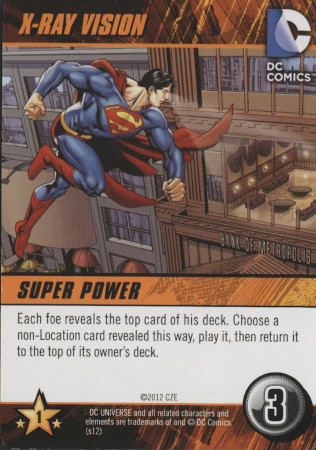 X-RAY VISION
DC
DC
COMICS™
BANK OF METROPOLIS
SUPER POWER
Each foe reveals the top card of his deck. Choose a
non-Location card revealed this way, play it, then return it
to the top of its owner's deck.
©2012 CZE
1
DC UNIVERSE and all related characters and
elements are trademarks of and © DC Comics.
(s12)
3